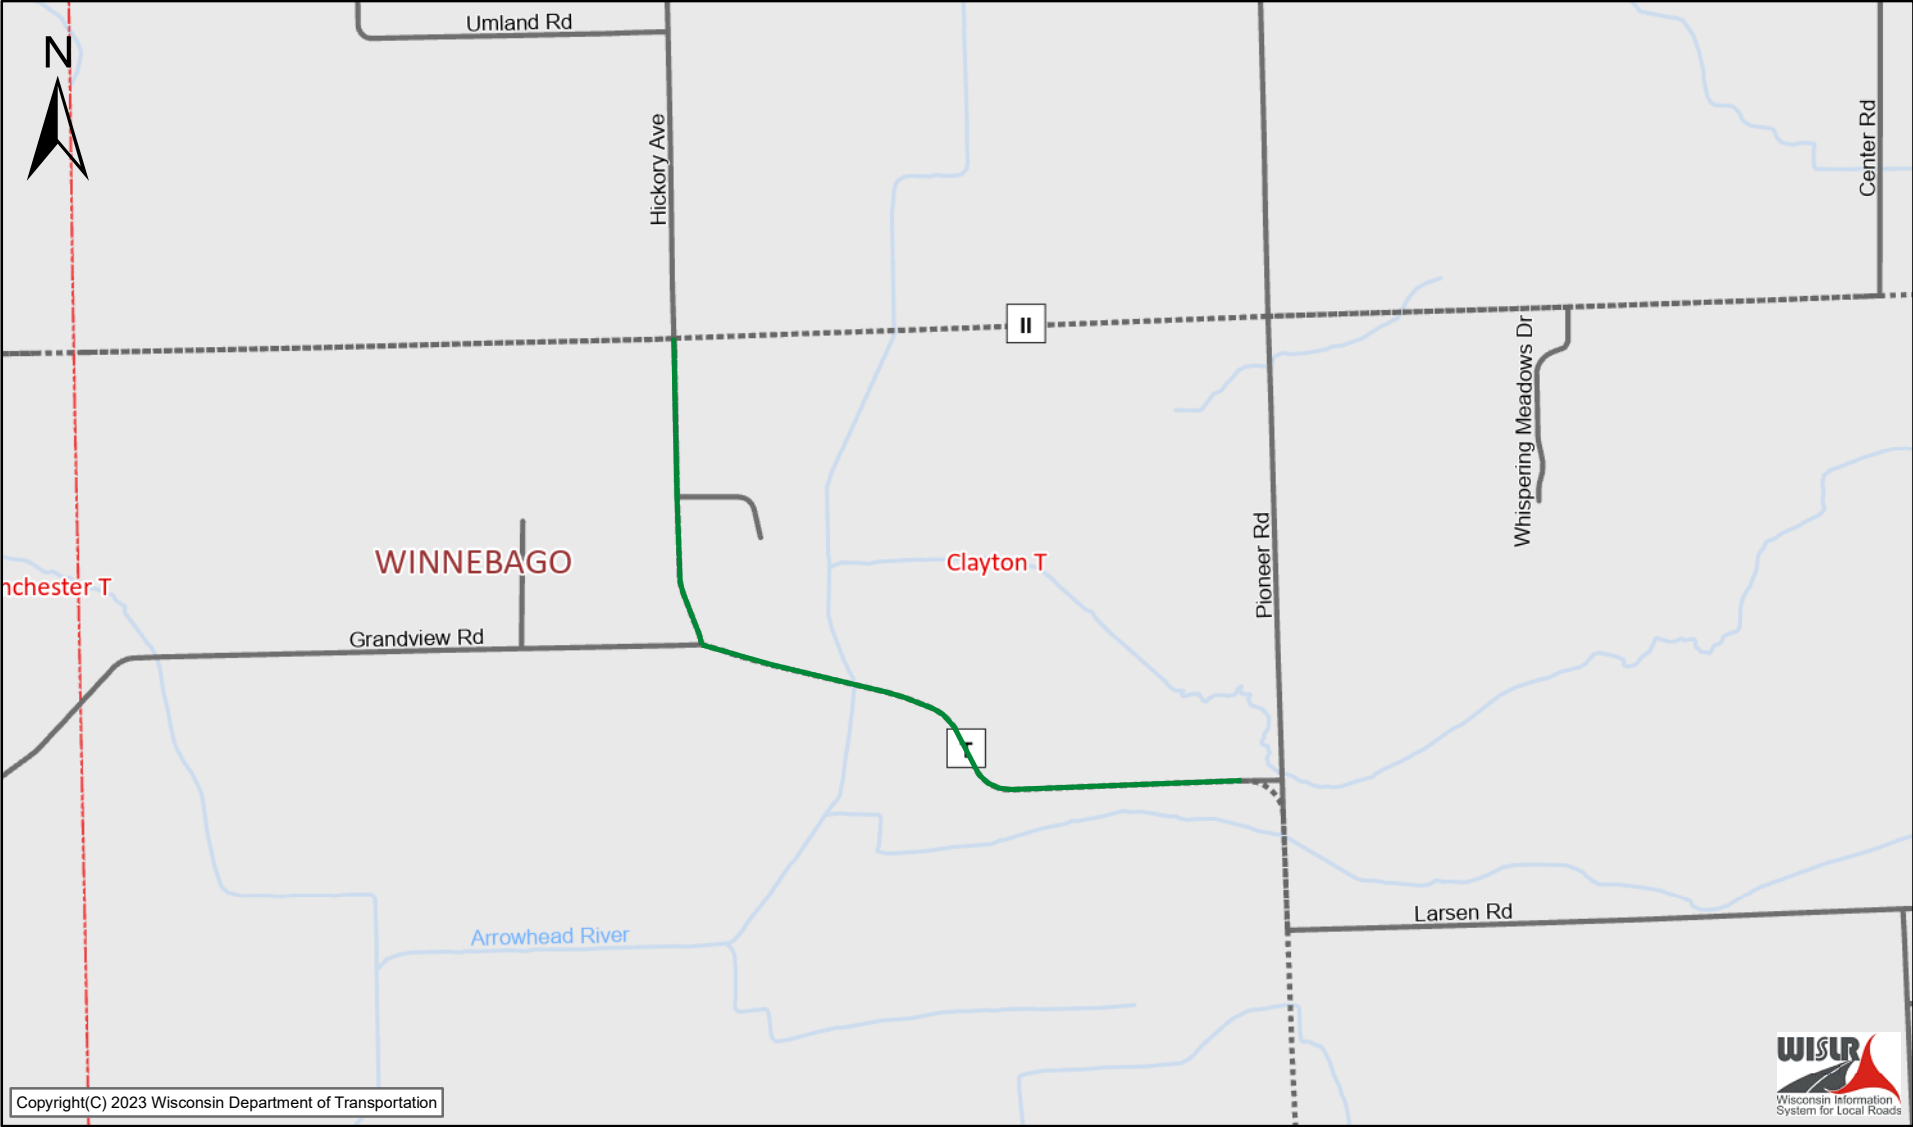 Umland Rd
N
Hickory Ave
Center Rd
II
Whispering Meadows Dr
Pioneer Rd
WINNEBAGO
Clayton T
nchester T
Grandview Rd
T
Larsen Rd
Arrowhead River
WISLR
Wisconsin Information
System for Local Roads
Copyright(C) 2023 Wisconsin Department of Transportation